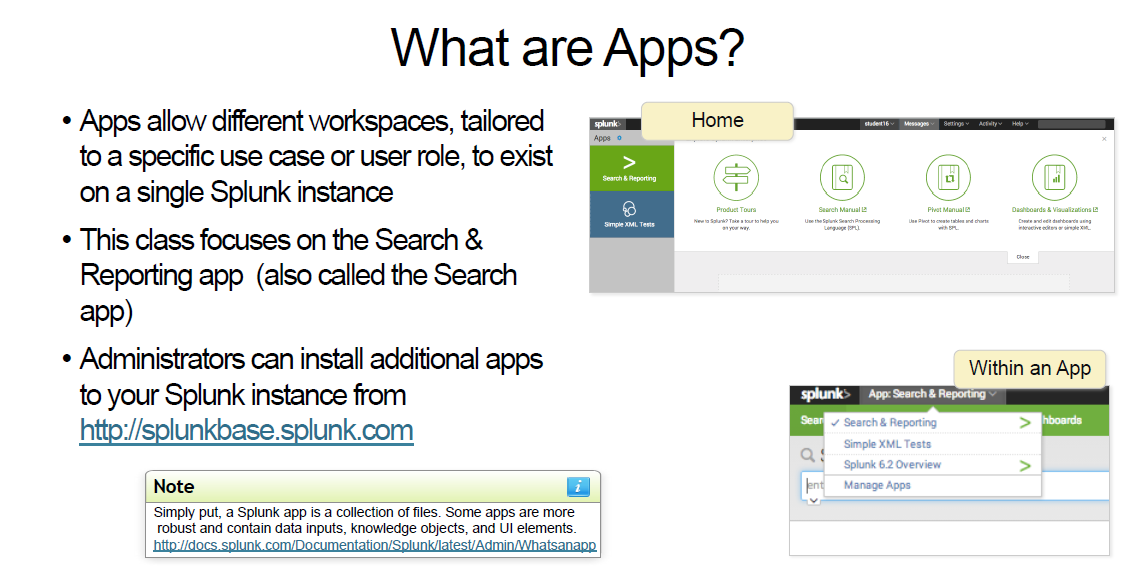 What are Apps?
• Apps allow different workspaces, tailored
to a specific use case or user role, to exist
on a single Splunk instance
• This class focuses on the Search &
Reporting app (also called the Search
app)
• Administrators can install additional apps
to your Splunk instance from
http://splunkbase.splunk.com
Note
Simply put, a Splunk app is a collection of files. Some apps are more
robust and contain data inputs, knowledge objects, and UI elements.
http://docs.splunk.com/Documentation/Splunk/latest/Admin/Whatsanapp
Home
splunk> student16 Messages Settings Activity Help
Apps
Search & Reporting
Simple XML Tests
Product Tours
New to Splunk? Take a tour to help you
on your way.
Search Manual
Use the Splunk Search Processing
Language (SPL).
Pivot Manual
Use Pivot to create tables and charts
with SPL.
Dashboards & Visualizations
Create and edit dashboards using
interactive editors or simple XML.
Close
Within an App
splunk> App: Search & Reporting
Sear hboards
Search & Reporting >
Simple XML Tests
Splunk 6.2 Overview >
Manage Apps
S
ent